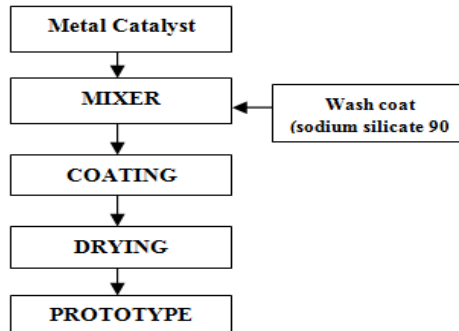 Metal Catalyst
MIXER
Wash coat
(sodium silicate 90
COATING
DRYING
PROTOTYPE